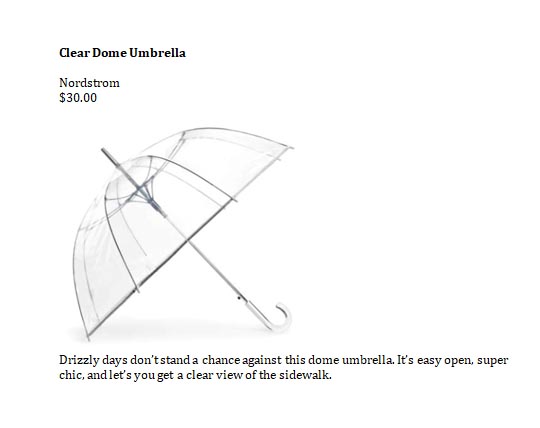 Clear Dome Umbrella
Nordstrom
$30.00
Drizzly days don't stand a chance against this dome umbrella. It's easy open, super
chic, and let's you get a clear view of the sidewalk.